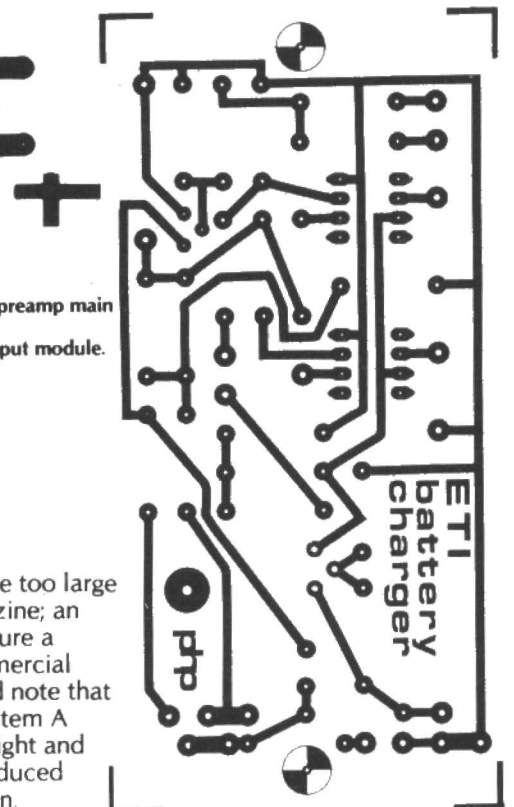 preamp main
put module.
e too large
zine; an
ure a
mercial
d note that
tem A
ght and
duced
n.
ETI
battery
charger
php